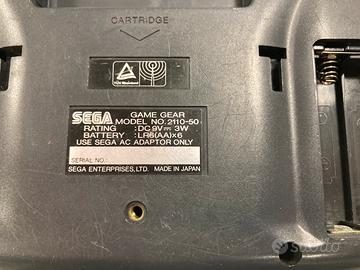 CARTRIDGE
SEGA GAME GEAR
MODEL NO. 2110-50
RATING : DC 9V 3W
BATTERY : LR6(AA)×6
USE SEGA AC ADAPTOR ONLY
SERIAL NO.:
SEGA ENTERPRISES, LTD. MADE IN JAPAN
subito